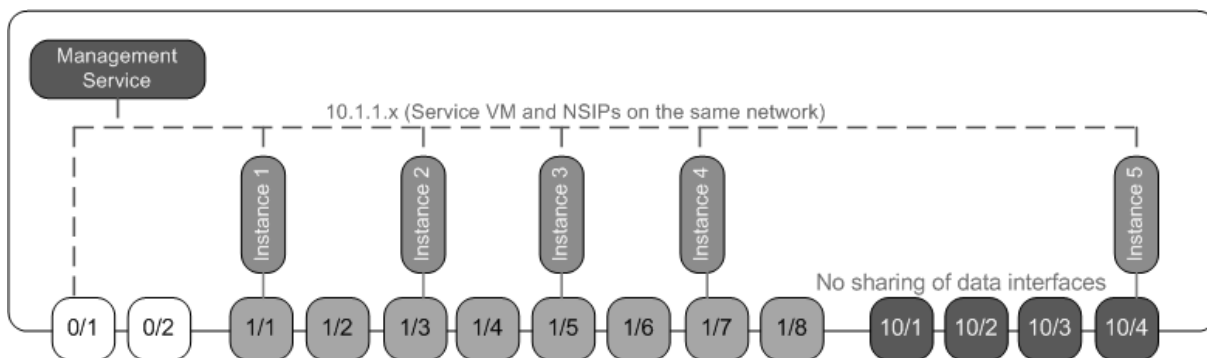 Management
Service
10.1.1.x (Service VM and NSIPs on the same network)
Instance 1
Instance 2
Instance 3
Instance 4
Instance 5
No sharing of data interfaces
0/1
0/2
1/1
1/2
1/3
1/4
1/5
1/6
1/7
1/8
10/1
10/2
10/3
10/4